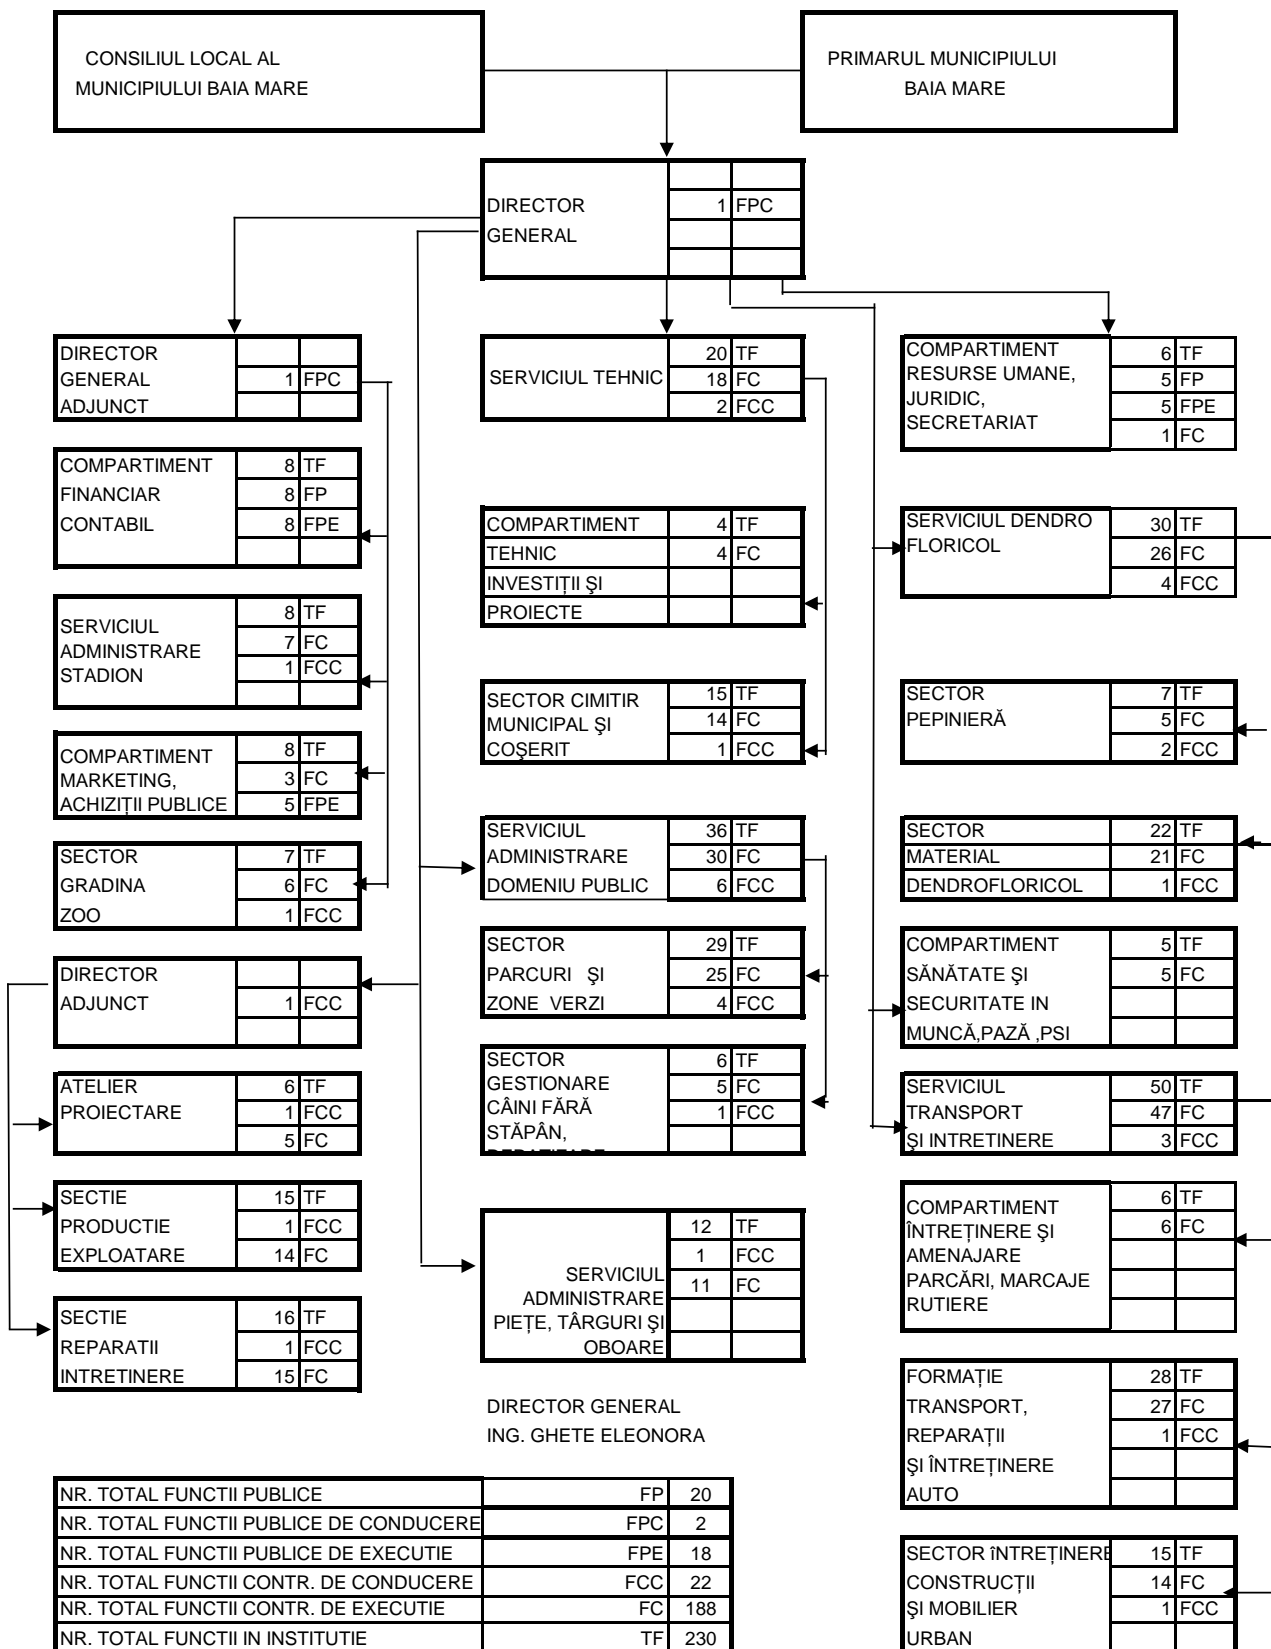 CONSILIUL LOCAL AL
MUNICIPIULUI BAIA MARE
PRIMARUL MUNICIPIULUI
BAIA MARE
DIRECTOR 1 FPC
GENERAL
DIRECTOR
GENERAL 1 FPC
ADJUNCT
20 TF
SERVICIUL TEHNIC 18 FC
2 FCC
COMPARTIMENT 6 TF
RESURSE UMANE, 5 FP
JURIDIC, 5 FPE
SECRETARIAT 1 FC
COMPARTIMENT 8 TF
FINANCIAR 8 FP
CONTABIL 8 FPE
COMPARTIMENT 4 TF
TEHNIC 4 FC
INVESTIȚII ŞI
PROIECTE
SERVICIUL DENDRO 30 TF
FLORICOL 26 FC
4 FCC
8 TF
SERVICIUL 7 FC
ADMINISTRARE 1 FCC
STADION
SECTOR CIMITIR 15 TF
MUNICIPAL ŞI 14 FC
COŞERIT 1 FCC
SECTOR 7 TF
PEPINIERĂ 5 FC
2 FCC
COMPARTIMENT 8 TF
MARKETING, 3 FC
ACHIZIȚII PUBLICE 5 FPE
SERVICIUL 36 TF
ADMINISTRARE 30 FC
DOMENIU PUBLIC 6 FCC
SECTOR 22 TF
MATERIAL 21 FC
DENDROFLORICOL 1 FCC
SECTOR 7 TF
GRADINA 6 FC
ZOO 1 FCC
SECTOR 29 TF
PARCURI ŞI 25 FC
ZONE VERZI 4 FCC
COMPARTIMENT 5 TF
SĂNĂTATE ŞI 5 FC
SECURITATE IN
MUNCĂ,PAZĂ ,PSI
DIRECTOR
ADJUNCT 1 FCC
SECTOR 6 TF
GESTIONARE 5 FC
CÂINI FĂRĂ 1 FCC
STĂPÂN,
SERVICIUL 50 TF
TRANSPORT 47 FC
ŞI INTRETINERE 3 FCC
ATELIER 6 TF
PROIECTARE 1 FCC
5 FC
SECTIE 15 TF
PRODUCTIE 1 FCC
EXPLOATARE 14 FC
12 TF
1 FCC
SERVICIUL 11 FC
ADMINISTRARE
PIEȚE, TÂRGURI ŞI
OBOARE
6 TF
COMPARTIMENT 6 FC
ÎNTREȚINERE ŞI
AMENAJARE
PARCĂRI, MARCAJE
RUTIERE
SECTIE 16 TF
REPARATII 1 FCC
INTRETINERE 15 FC
FORMAȚIE 28 TF
TRANSPORT, 27 FC
REPARAȚII 1 FCC
ŞI ÎNTREȚINERE
AUTO
DIRECTOR GENERAL
ING. GHETE ELEONORA
NR. TOTAL FUNCTII PUBLICE FP 20
NR. TOTAL FUNCTII PUBLICE DE CONDUCERE FPC 2
NR. TOTAL FUNCTII PUBLICE DE EXECUTIE FPE 18
NR. TOTAL FUNCTII CONTR. DE CONDUCERE FCC 22
NR. TOTAL FUNCTII CONTR. DE EXECUTIE FC 188
NR. TOTAL FUNCTII IN INSTITUTIE TF 230
SECTOR îNTREȚINERE 15 TF
CONSTRUCȚII 14 FC
ŞI MOBILIER 1 FCC
URBAN